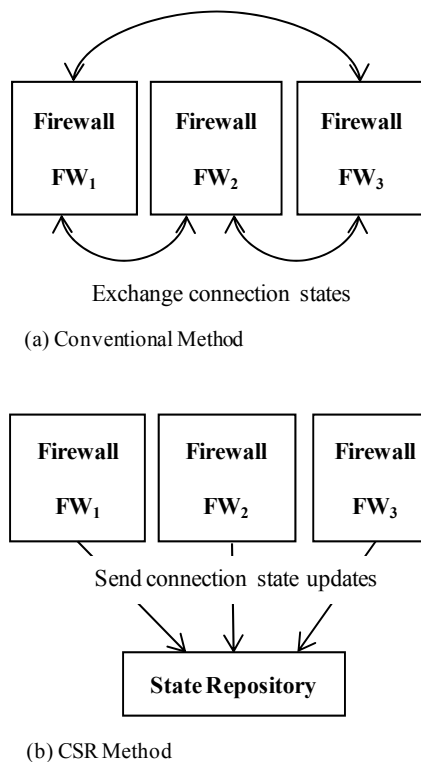 Firewall Firewall Firewall
FW₁ FW₂ FW₃
Exchange connection states
(a) Conventional Method
Firewall Firewall Firewall
FW₁ FW₂ FW₃
Send connection state updates
State Repository
(b) CSR Method